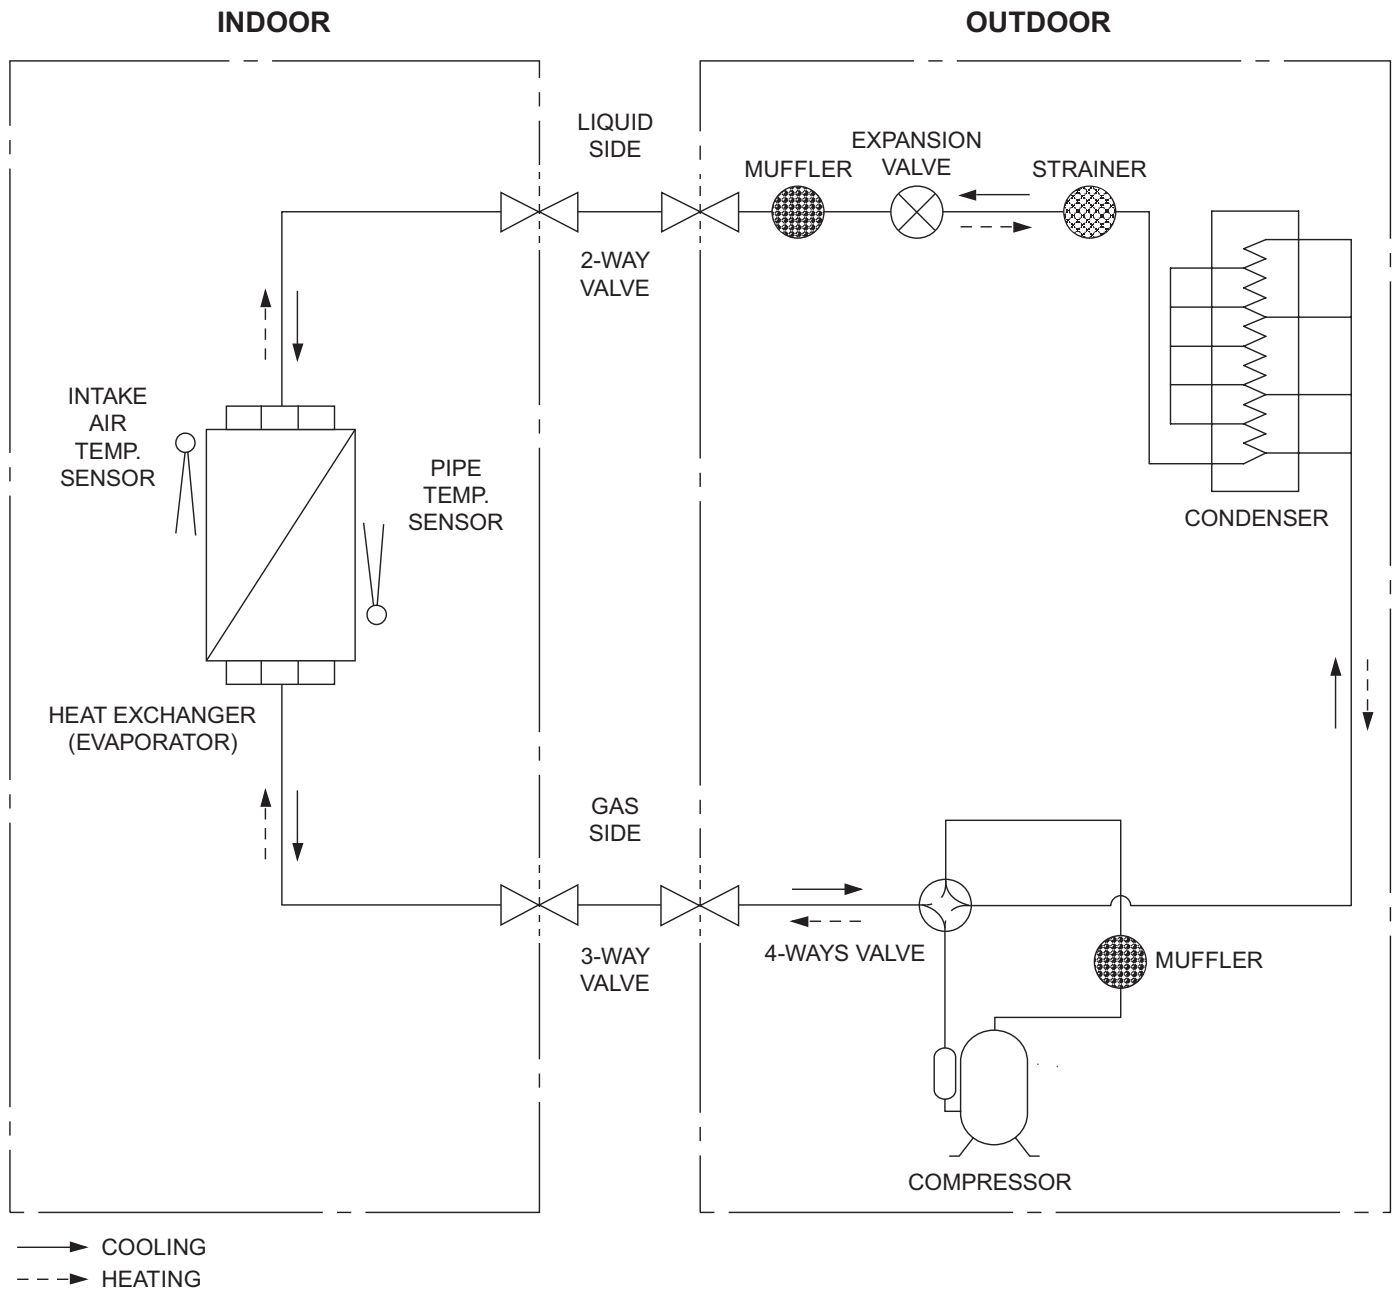 INDOOR
OUTDOOR
LIQUID
SIDE
EXPANSION
VALVE
MUFFLER
STRAINER
2-WAY
VALVE
INTAKE
AIR
TEMP.
SENSOR
PIPE
TEMP.
SENSOR
CONDENSER
HEAT EXCHANGER
(EVAPORATOR)
GAS
SIDE
3-WAY
VALVE
4-WAYS VALVE
MUFFLER
COMPRESSOR
COOLING
HEATING